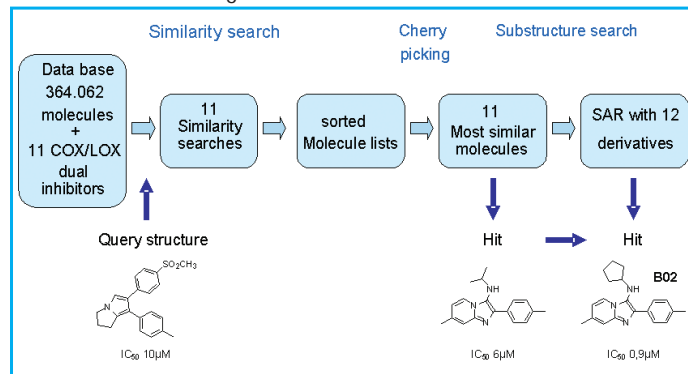 Similarity search
Cherry
picking
Substructure search
Data base
364.062
molecules
+
11 COX/LOX
dual
inhibitors
11
Similarity
searches
sorted
Molecule lists
11
Most similar
molecules
SAR with 12
derivatives
Query structure
Hit
Hit
SO₂CH₃
N
IC₅₀ 10µM
NH
N
N
IC₅₀ 6µM
B02
NH
N
N
IC₅₀ 0,9µM